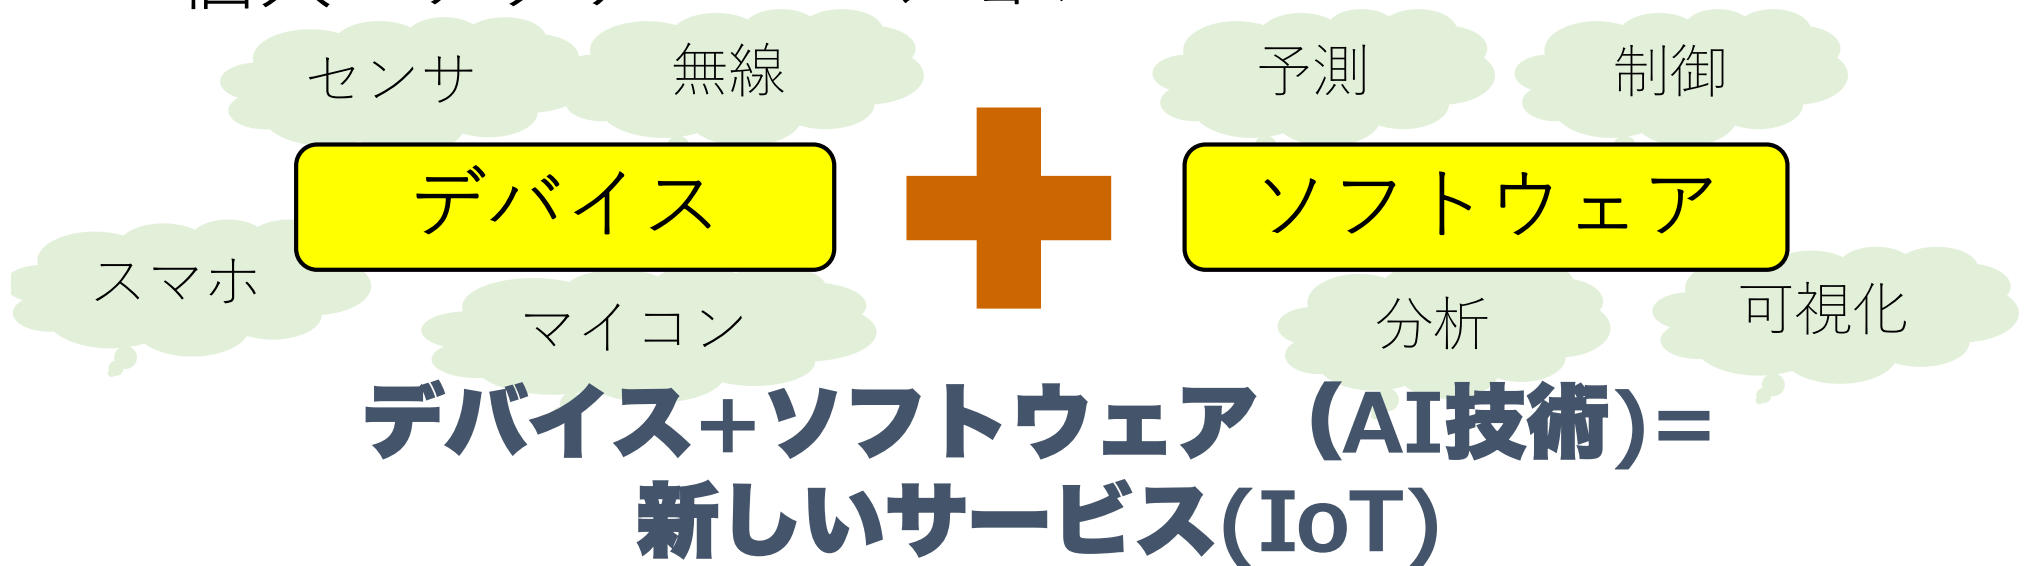 センサ
無線
予測
制御
デバイス
ソフトウェア
スマホ
マイコン
分析
可視化
デバイス+ソフトウェア（AI技術)=
新しいサービス(IoT)